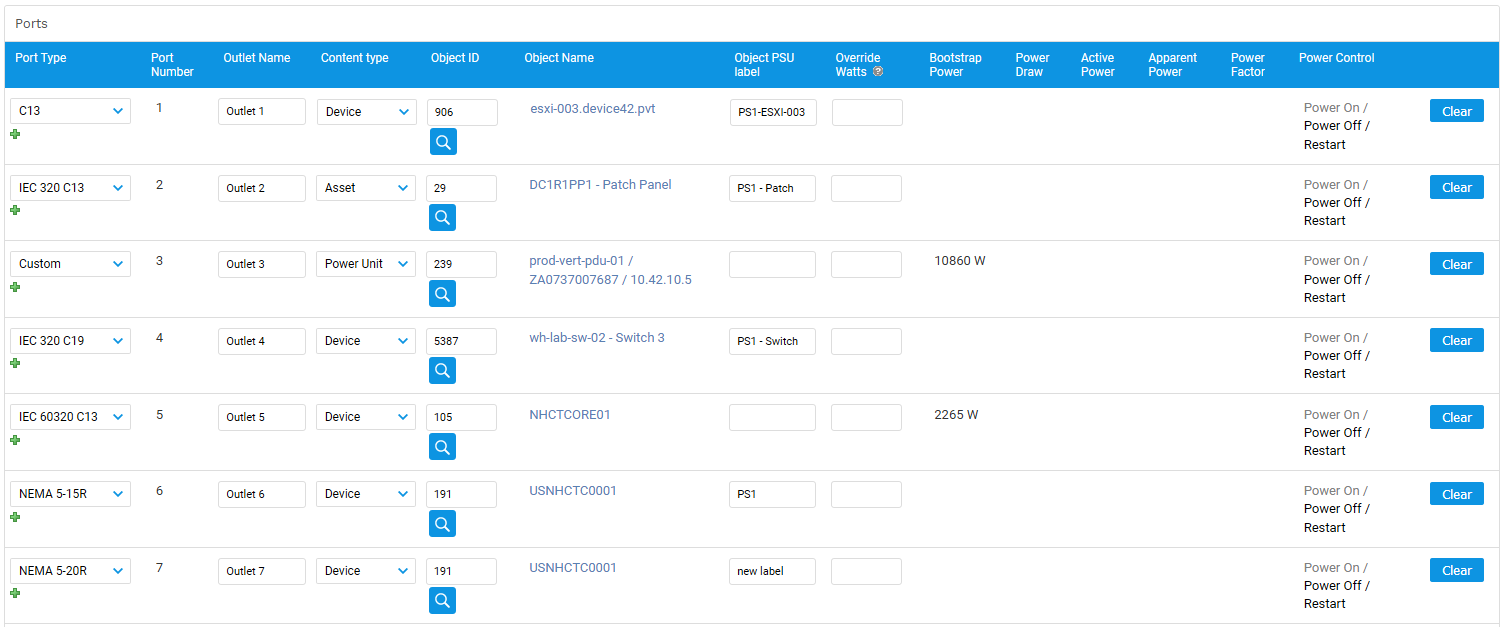 Ports
Port Type Port Number Outlet Name Content type Object ID Object Name Object PSU label Override Watts Bootstrap Power Power Draw Active Power Apparent Power Power Factor Power Control
C13 1 Outlet 1 Device 906 esxi-003.device42.pvt PS1-ESXI-003 Power On / Clear
Power Off /
Restart
IEC 320 C13 2 Outlet 2 Asset 29 DC1R1PP1 - Patch Panel PS1 - Patch Power On / Clear
Power Off /
Restart
Custom 3 Outlet 3 Power Unit 239 prod-vert-pdu-01 / 10860 W Power On / Clear
ZA0737007687 / 10.42.10.5 Power Off /
Restart
IEC 320 C19 4 Outlet 4 Device 5387 wh-lab-sw-02 - Switch 3 PS1 - Switch Power On / Clear
Power Off /
Restart
IEC 60320 C13 5 Outlet 5 Device 105 NHCTCORE01 2265 W Power On / Clear
Power Off /
Restart
NEMA 5-15R 6 Outlet 6 Device 191 USNHCTC0001 PS1 Power On / Clear
Power Off /
Restart
NEMA 5-20R 7 Outlet 7 Device 191 USNHCTC0001 new label Power On / Clear
Power Off /
Restart